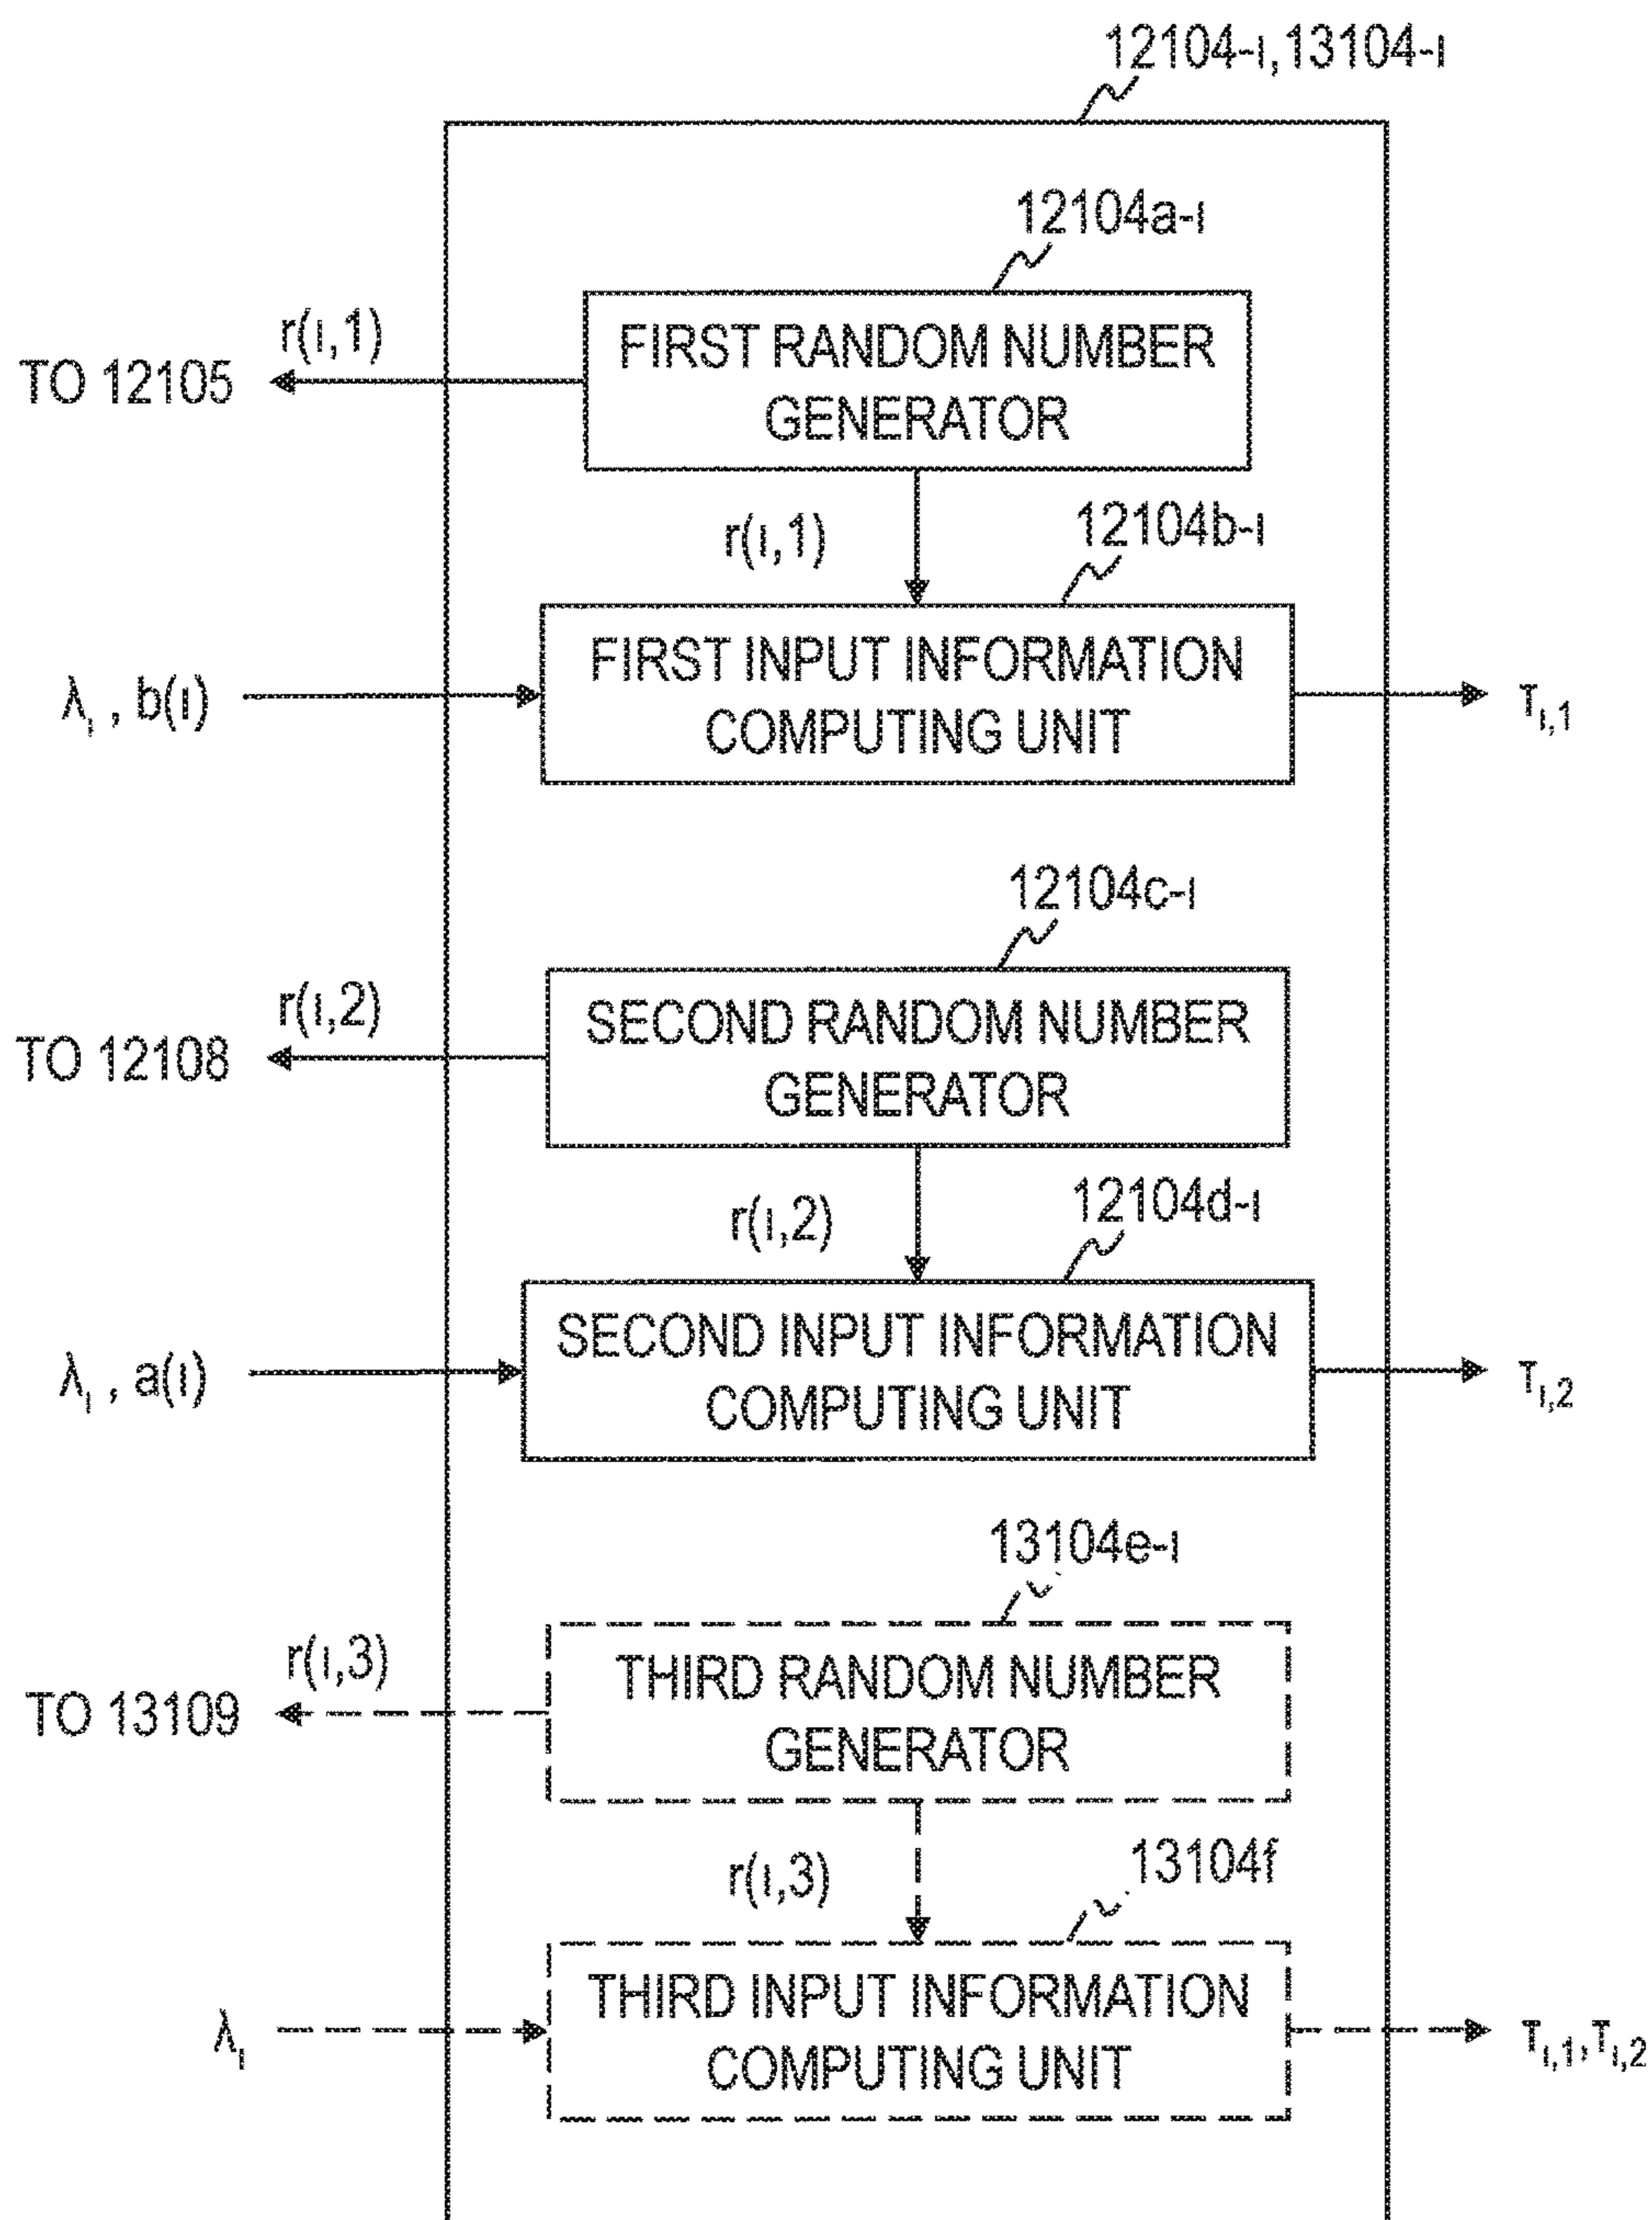 12104-ι, 13104-ι
12104a-ι
r(ι, 1)
TO 12105
FIRST RANDOM NUMBER
GENERATOR
r(ι, 1)
12104b-ι
λι , b(ι)
FIRST INPUT INFORMATION
COMPUTING UNIT
τι,1
12104c-ι
r(ι,2)
TO 12108
SECOND RANDOM NUMBER
GENERATOR
r(ι,2)
12104d-ι
λι , a(ι)
SECOND INPUT INFORMATION
COMPUTING UNIT
τι,2
13104e-ι
r(ι,3)
TO 13109
THIRD RANDOM NUMBER
GENERATOR
r(ι,3)
13104f
λι
THIRD INPUT INFORMATION
COMPUTING UNIT
τι,1,τι,2